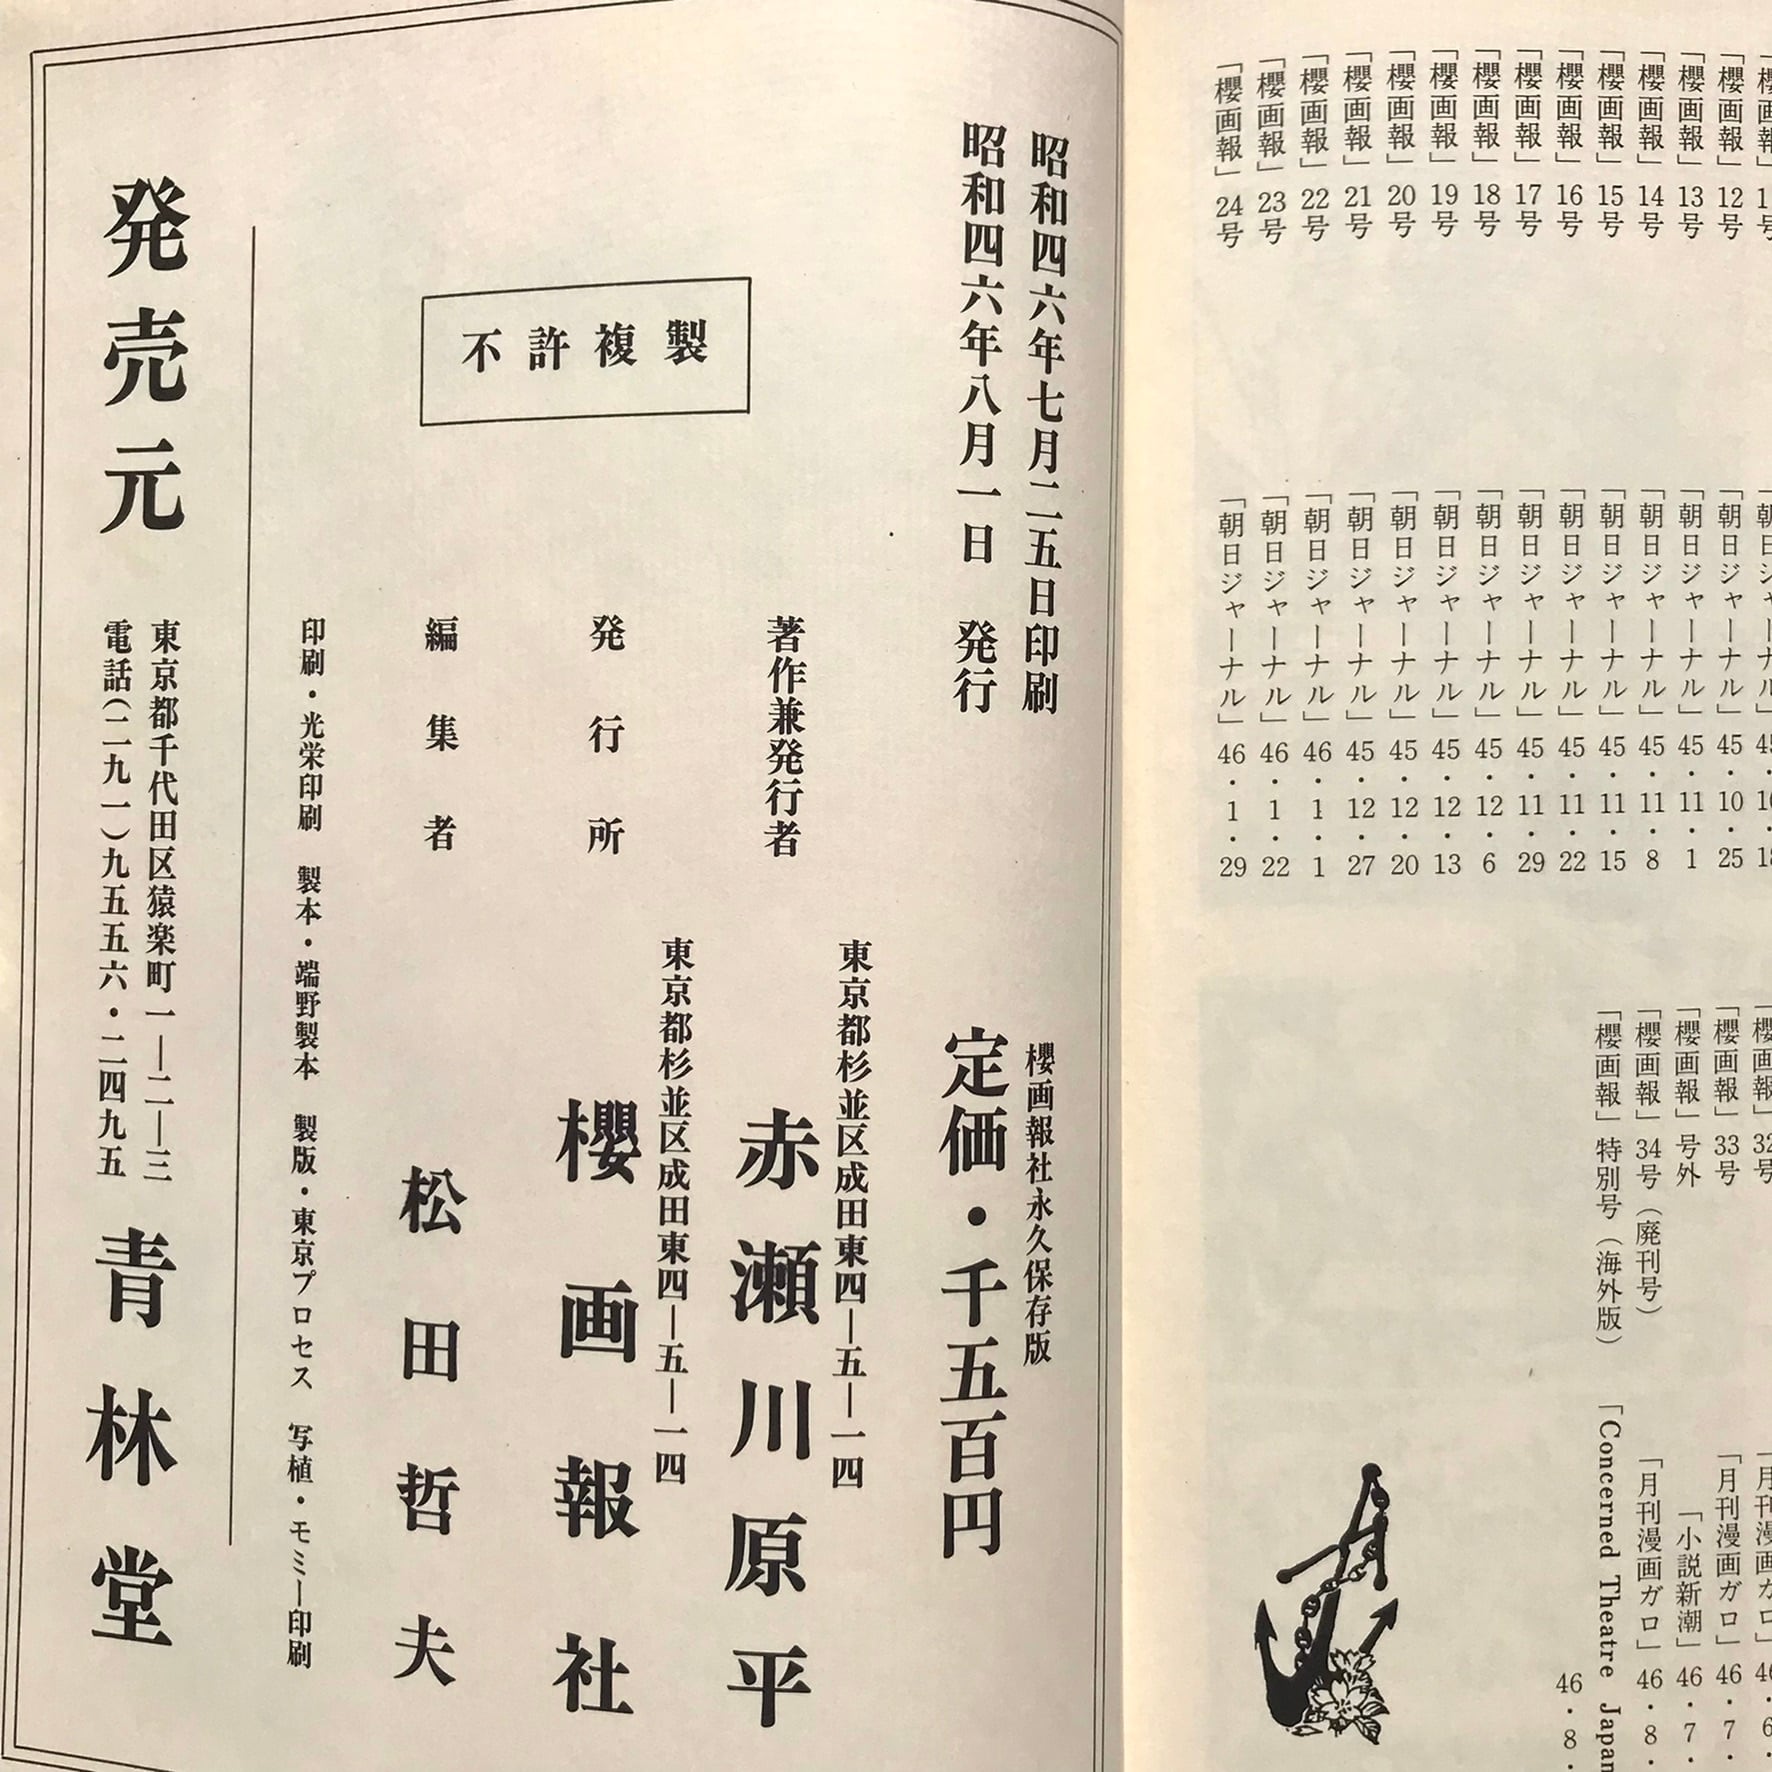 「櫻画報」12号 「朝日ジャーナル」45・10・25
「櫻画報」13号 「朝日ジャーナル」45・11・1
「櫻画報」14号 「朝日ジャーナル」45・11・8
「櫻画報」15号 「朝日ジャーナル」45・11・15
「櫻画報」16号 「朝日ジャーナル」45・11・22
「櫻画報」17号 「朝日ジャーナル」45・11・29
「櫻画報」18号 「朝日ジャーナル」45・12・6
「櫻画報」19号 「朝日ジャーナル」45・12・13
「櫻画報」20号 「朝日ジャーナル」45・12・20
「櫻画報」21号 「朝日ジャーナル」45・12・27
「櫻画報」22号 「朝日ジャーナル」46・1・1
「櫻画報」23号 「朝日ジャーナル」46・1・22
「櫻画報」24号 「朝日ジャーナル」46・1・29
「櫻画報」32号 「月刊漫画ガロ」46・6・
「櫻画報」33号 「月刊漫画ガロ」46・7・
「櫻画報」号外 「小説新潮」46・7・
「櫻画報」34号(廃刊号) 「月刊漫画ガロ」46・8・
「櫻画報」特別号(海外版) 「Concerned Theatre Japan
46・8・
昭和四六年七月二五日印刷
昭和四六年八月一日 発行
櫻画報社永久保存版
定価・千五百円
著作兼発行者
東京都杉並区成田東四―五―一四
赤瀬川原平
発行所
東京都杉並区成田東四―五―一四
櫻画報社
不許複製
編集者
松田哲夫
印刷・光栄印刷 製本・端野製本 製版・東京プロセス 写植・モミー印刷
発売元
東京都千代田区猿楽町一―二―三
電話(二九一)九五五六・二四九五
青林堂